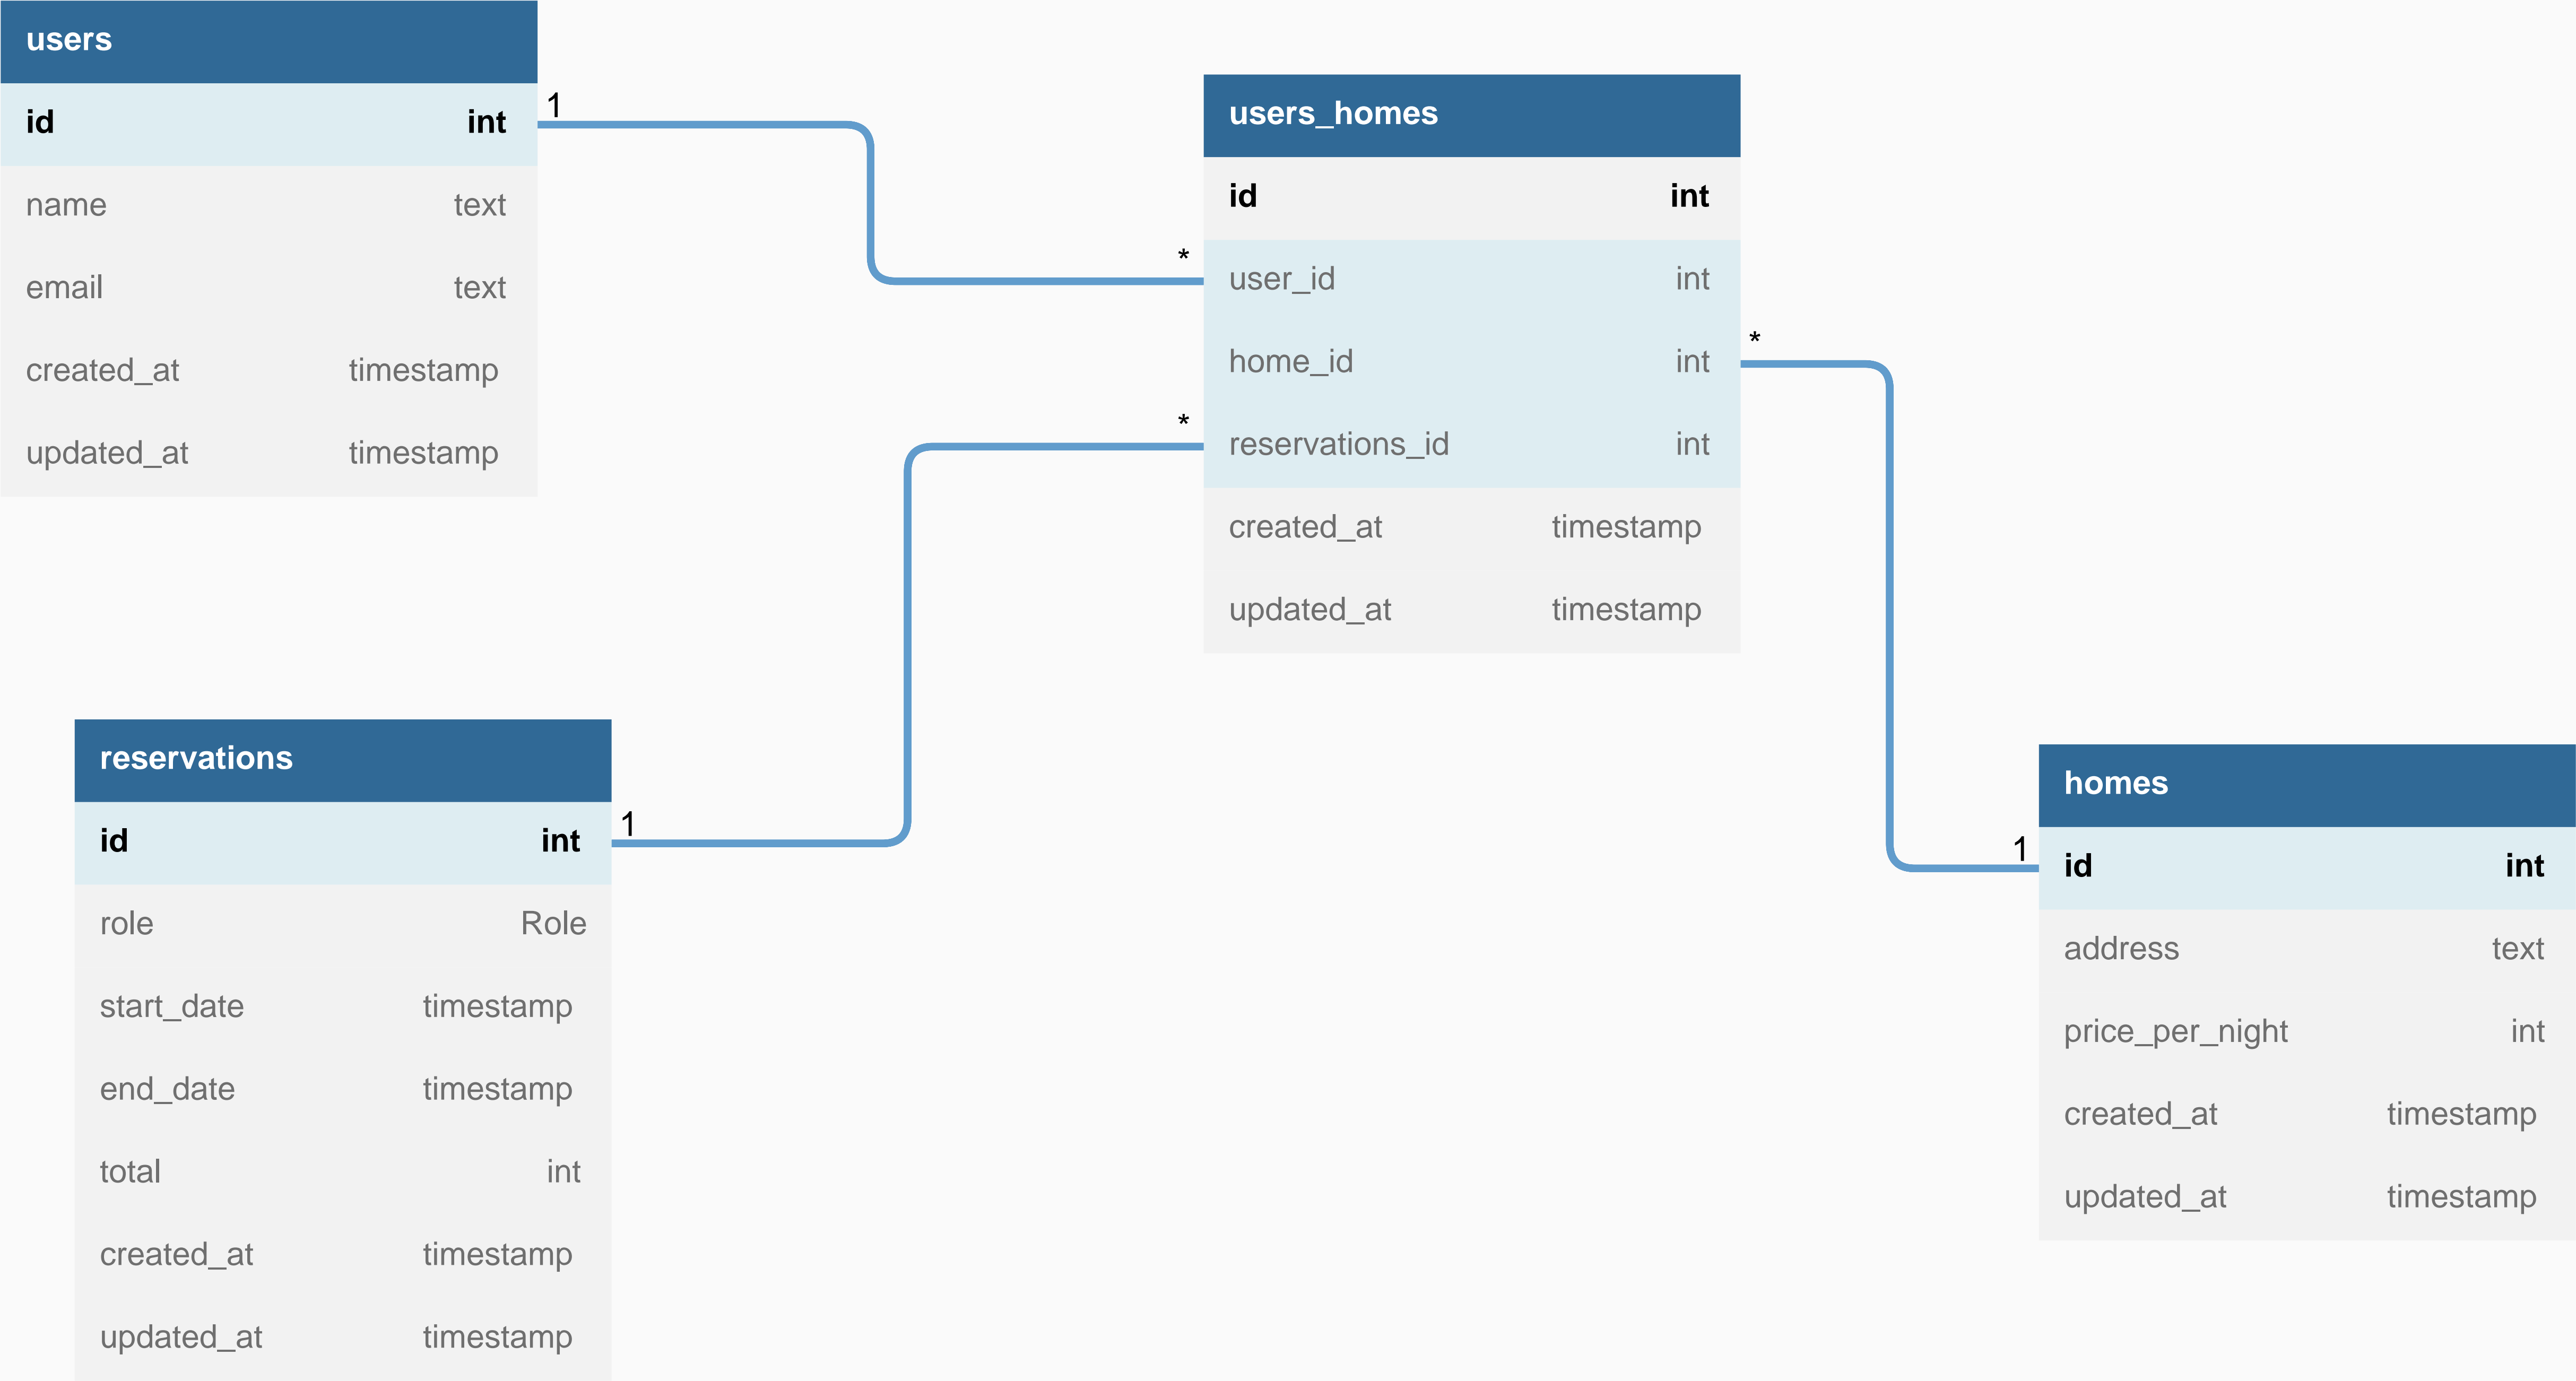 users
id int
name text
email text
created_at timestamp
updated_at timestamp
1
*
users_homes
id int
user_id int
home_id int
reservations_id int
created_at timestamp
updated_at timestamp
*
*
1
reservations
id int
role Role
start_date timestamp
end_date timestamp
total int
created_at timestamp
updated_at timestamp
1
homes
id int
address text
price_per_night int
created_at timestamp
updated_at timestamp